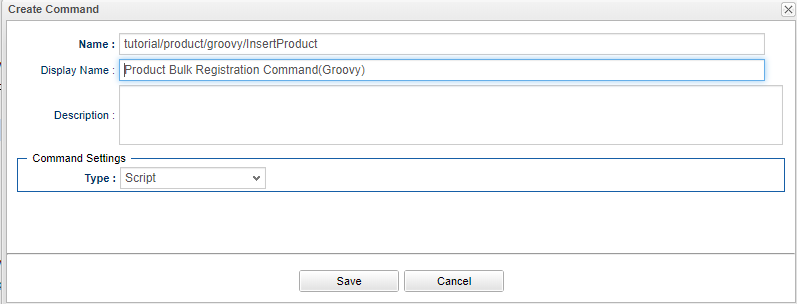 Create Command
Name : tutorial/product/groovy/InsertProduct
Display Name : Product Bulk Registration Command(Groovy)
Description :
Command Settings
Type : Script
Save Cancel